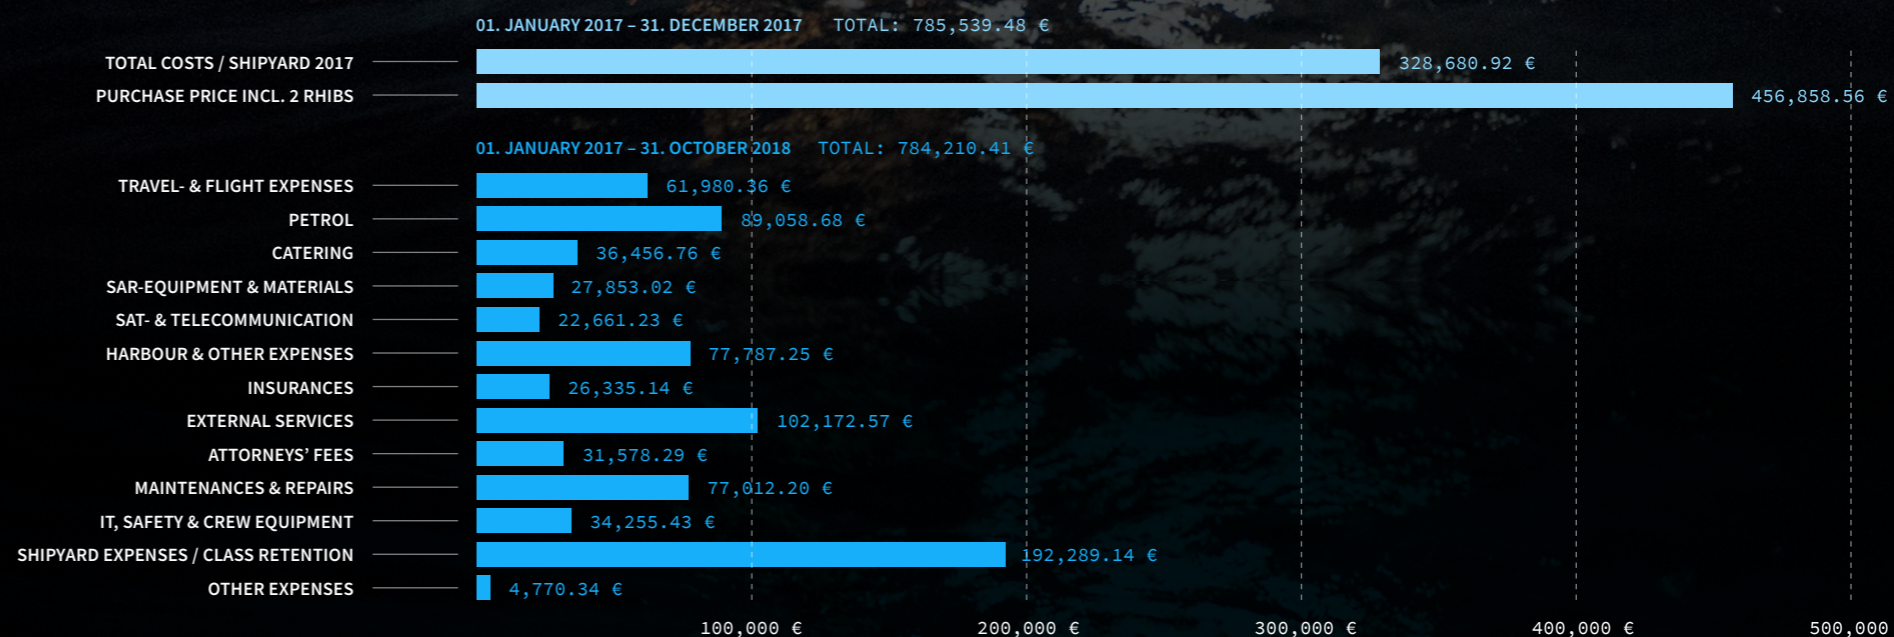 01. JANUARY 2017 – 31. DECEMBER 2017 TOTAL: 785,539.48 €
TOTAL COSTS / SHIPYARD 2017 328,680.92 €
PURCHASE PRICE INCL. 2 RHIBS 456,858.56 €
01. JANUARY 2017 – 31. OCTOBER 2018 TOTAL: 784,210.41 €
TRAVEL- & FLIGHT EXPENSES 61,980.36 €
PETROL 89,058.68 €
CATERING 36,456.76 €
SAR-EQUIPMENT & MATERIALS 27,853.02 €
SAT- & TELECOMMUNICATION 22,661.23 €
HARBOUR & OTHER EXPENSES 77,787.25 €
INSURANCES 26,335.14 €
EXTERNAL SERVICES 102,172.57 €
ATTORNEYS’ FEES 31,578.29 €
MAINTENANCES & REPAIRS 77,012.20 €
IT, SAFETY & CREW EQUIPMENT 34,255.43 €
SHIPYARD EXPENSES / CLASS RETENTION 192,289.14 €
OTHER EXPENSES 4,770.34 €
100,000 € 200,000 € 300,000 € 400,000 € 500,000